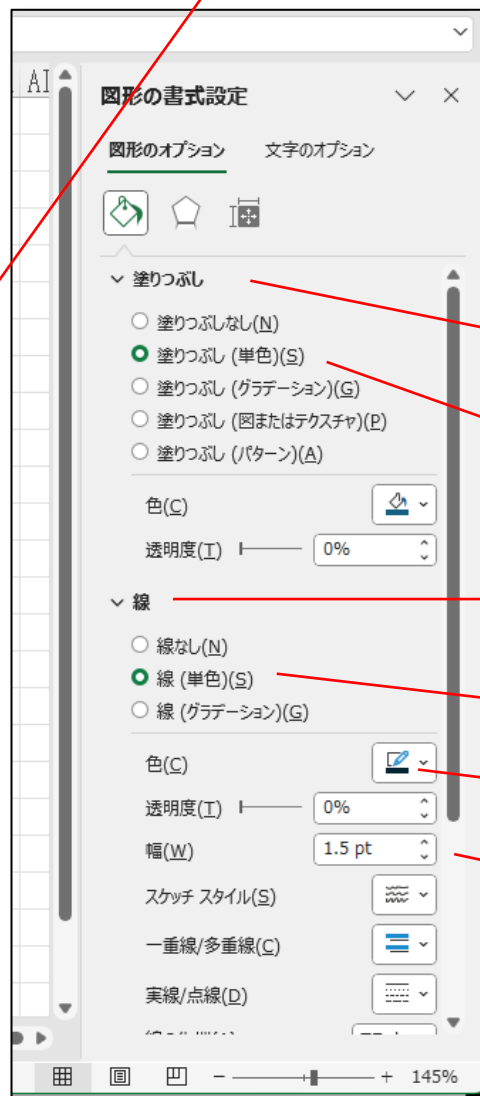 AI
図形の書式設定
図形のオプション 文字のオプション
塗りつぶし
塗りつぶしなし(N)
塗りつぶし (単色)(S)
塗りつぶし (グラデーション)(G)
塗りつぶし (図またはテクスチャ)(P)
塗りつぶし (パターン)(A)
色(C)
透明度(T) 0%
線
線なし(N)
線 (単色)(S)
線 (グラデーション)(G)
色(C)
透明度(T) 0%
幅(W) 1.5 pt
スケッチ スタイル(S)
一重線/多重線(C)
実線/点線(D)
145%